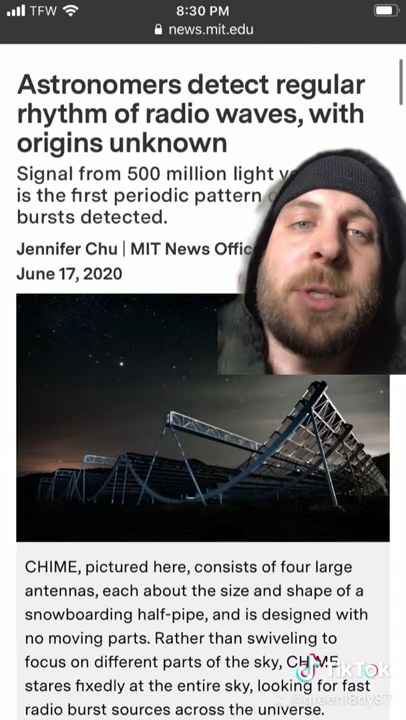 TFW
8:30 PM
news.mit.edu
Astronomers detect regular
rhythm of radio waves, with
origins unknown
Signal from 500 million light
is the first periodic pattern
bursts detected.
Jennifer Chu | MIT News Offic
June 17, 2020
CHIME, pictured here, consists of four large
antennas, each about the size and shape of a
snowboarding half-pipe, and is designed with
no moving parts. Rather than swiveling to
focus on different parts of the sky, CHIME
stares fixedly at the entire sky, looking for fast
radio burst sources across the universe.
TikTok